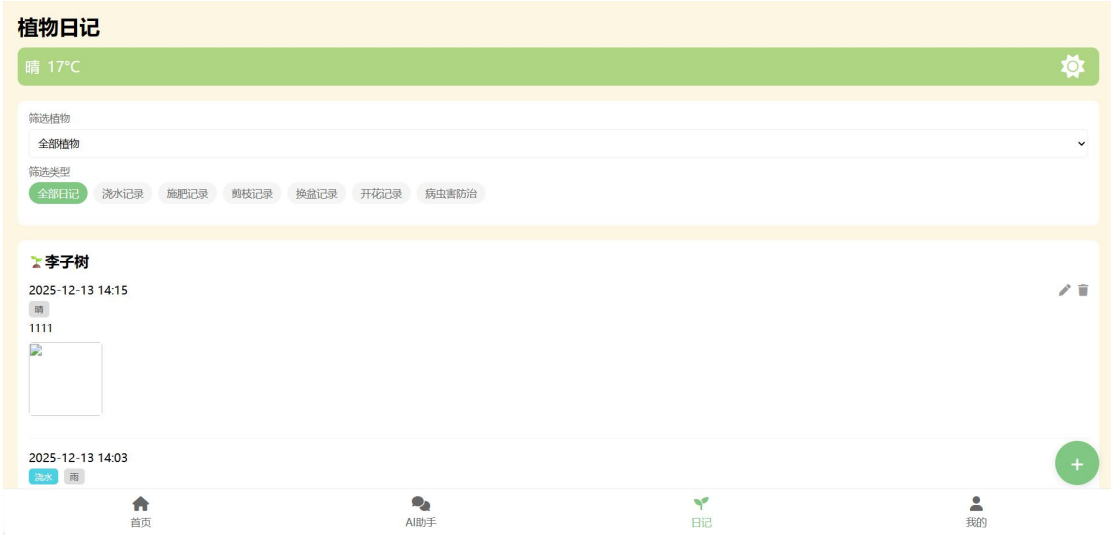 植物日记
晴 17°C
筛选植物
全部植物
筛选类型
全部日记 浇水记录 施肥记录 剪枝记录 换盆记录 开花记录 病虫害防治
李子树
2025-12-13 14:15
晴
1111
2025-12-13 14:03
浇水 雨
+
首页 AI助手 日记 我的